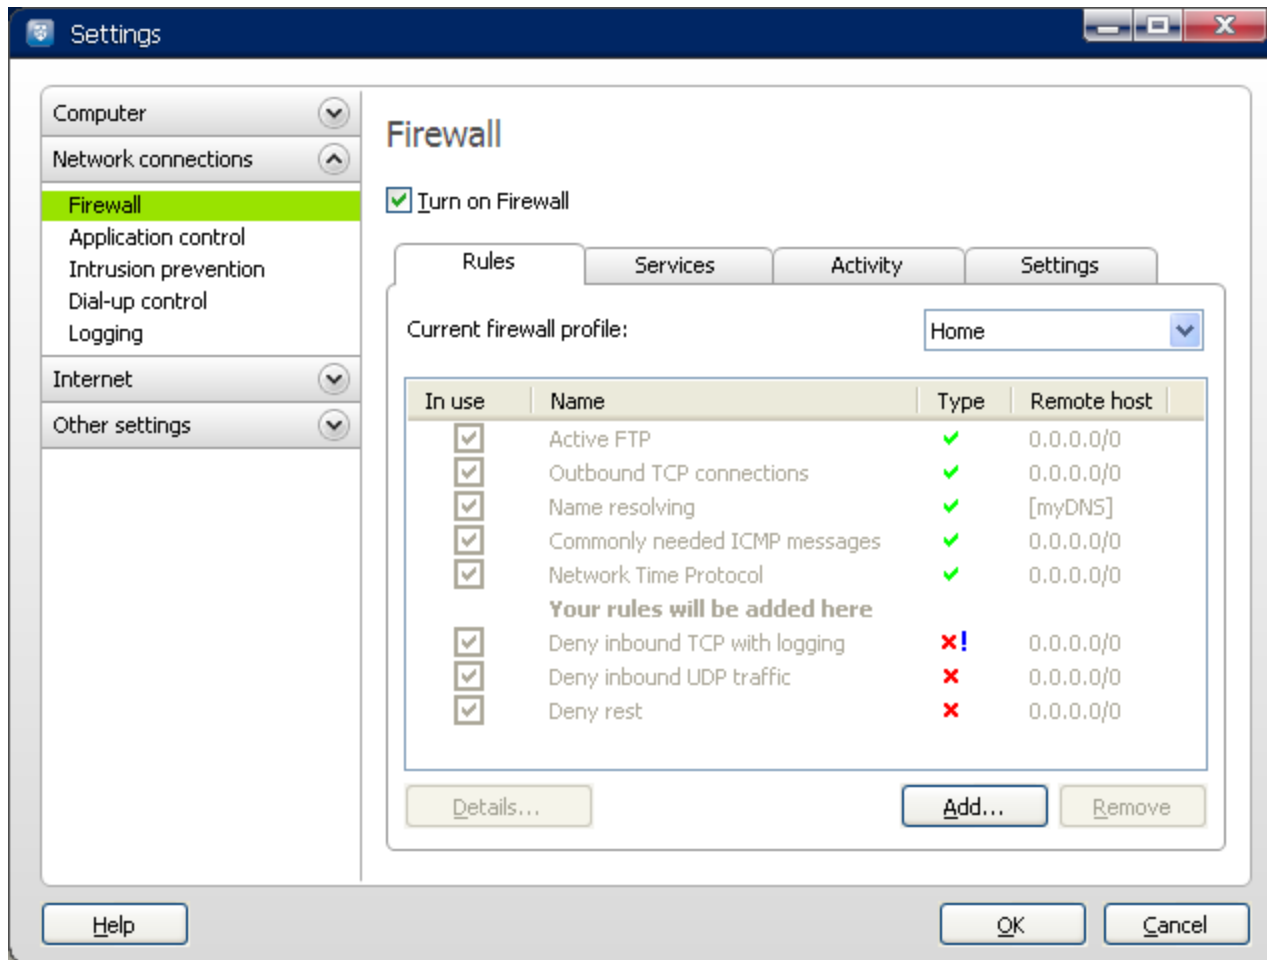 Settings
Computer
Network connections
Firewall
Application control
Intrusion prevention
Dial-up control
Logging
Internet
Other settings
Firewall
Turn on Firewall
Rules Services Activity Settings
Current firewall profile: Home
In use Name Type Remote host
Active FTP 0.0.0.0/0
Outbound TCP connections 0.0.0.0/0
Name resolving [myDNS]
Commonly needed ICMP messages 0.0.0.0/0
Network Time Protocol 0.0.0.0/0
Your rules will be added here
Deny inbound TCP with logging ! 0.0.0.0/0
Deny inbound UDP traffic 0.0.0.0/0
Deny rest 0.0.0.0/0
Details... Add... Remove
Help OK Cancel